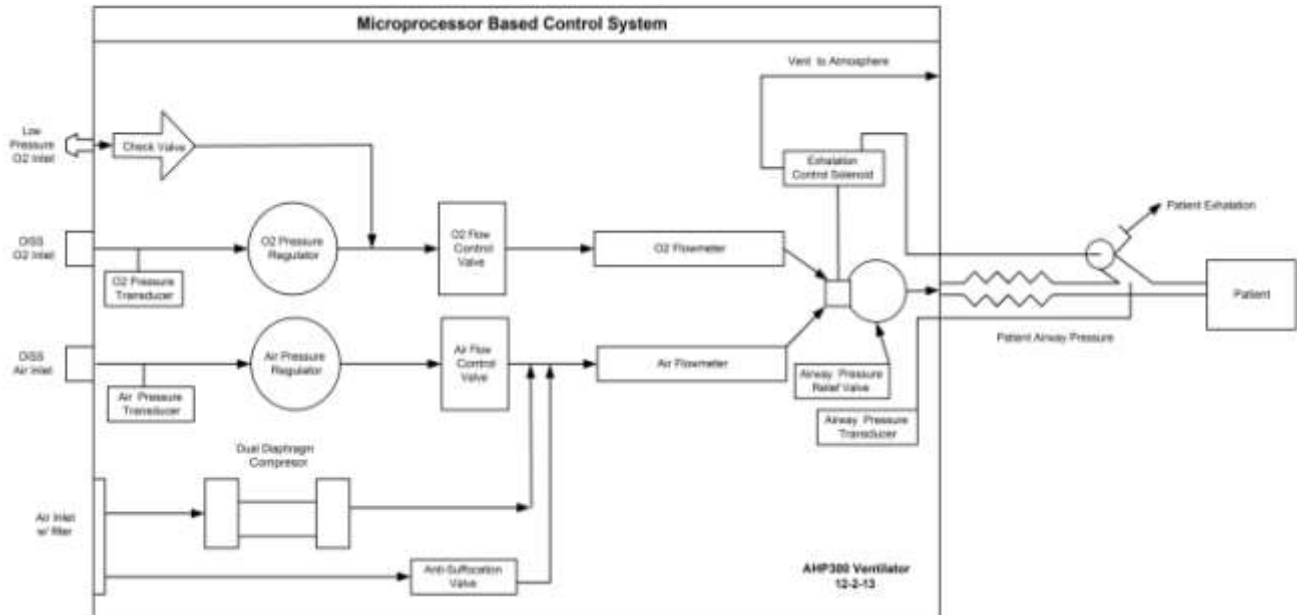 Microprocessor Based Control System
Vent to Atmosphere
Low
Pressure
O2 Inlet
Check Valve
Exhalation
Control Solenoid
Patient Exhalation
DISS
O2 Inlet
O2 Pressure
Regulator
O2 Flow
Control
Valve
O2 Flowmeter
O2 Pressure
Transducer
Patient
DISS
Air Inlet
Air Pressure
Regulator
Air Flow
Control
Valve
Air Flowmeter
Patient Airway Pressure
Air Pressure
Transducer
Airway Pressure
Relief Valve
Airway Pressure
Transducer
Dual Diaphragm
Compresor
Air Inlet
w/ filter
Anti-Suffocation
Valve
AHP300 Ventilator
12-2-13